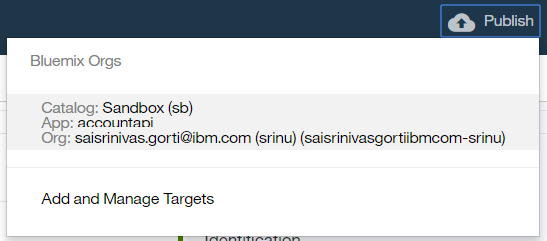 Publish
Bluemix Orgs
Catalog: Sandbox (sb)
App: accountapi
Org: saisrinivas.gorti@ibm.com (srinu) (saisrinivasgortiibmcom-srinu)
Add and Manage Targets
Identification